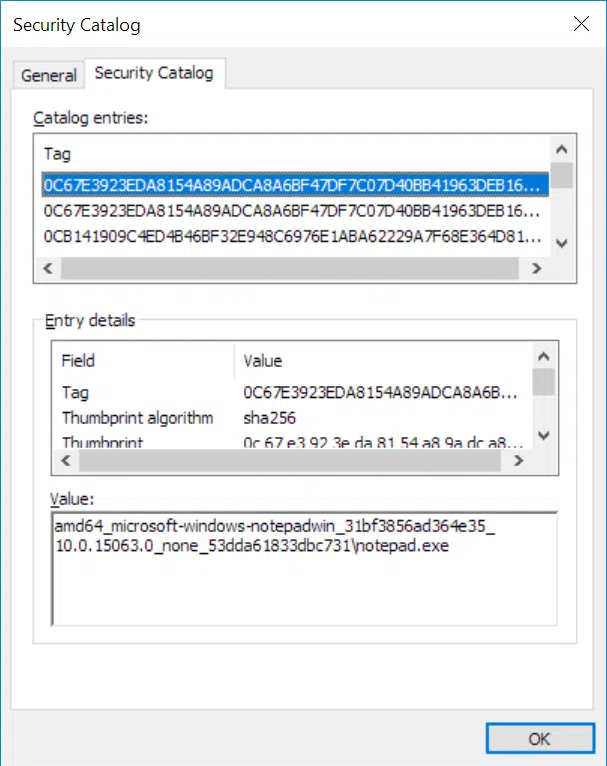 Security Catalog
General Security Catalog
Catalog entries:
Tag
0C67E3923EDA8154A89ADCA8A6BF47DF7C07D40BB41963DEB16...
0C67E3923EDA8154A89ADCA8A6BF47DF7C07D40BB41963DEB16...
0CB141909C4ED4B46BF32E948C6976E1ABA62229A7F68E364D81...
Entry details
Field Value
Tag 0C67E3923EDA8154A89ADCA8A6B...
Thumbprint algorithm sha256
Thumbprint 0c 67 e3 92 3e da 81 54 a8 9a dc a8...
Value:
amd64_microsoft-windows-notepadwin_31bf3856ad364e35_
10.0.15063.0_none_53dda61833dbc731\notepad.exe
OK